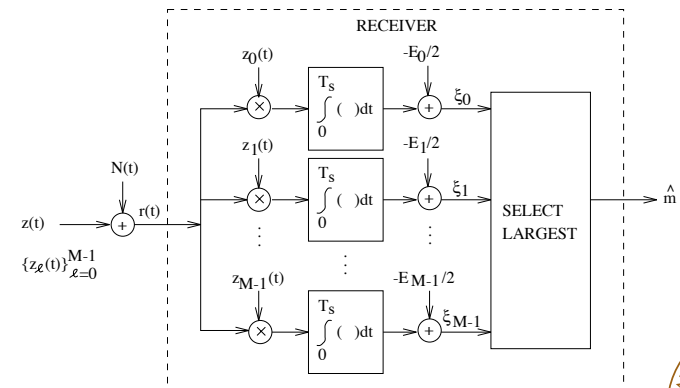 RECEIVER
z0(t)
-E0/2
Ts
∫ ( )dt
0
ξ0
×
+
z1(t)
-E1/2
Ts
∫ ( )dt
0
ξ1
×
+
N(t)
r(t)
+
z(t)
{zℓ(t)}M-1 ℓ=0
SELECT
LARGEST
m̂
zM-1(t)
-EM-1/2
Ts
∫ ( )dt
0
ξM-1
×
+